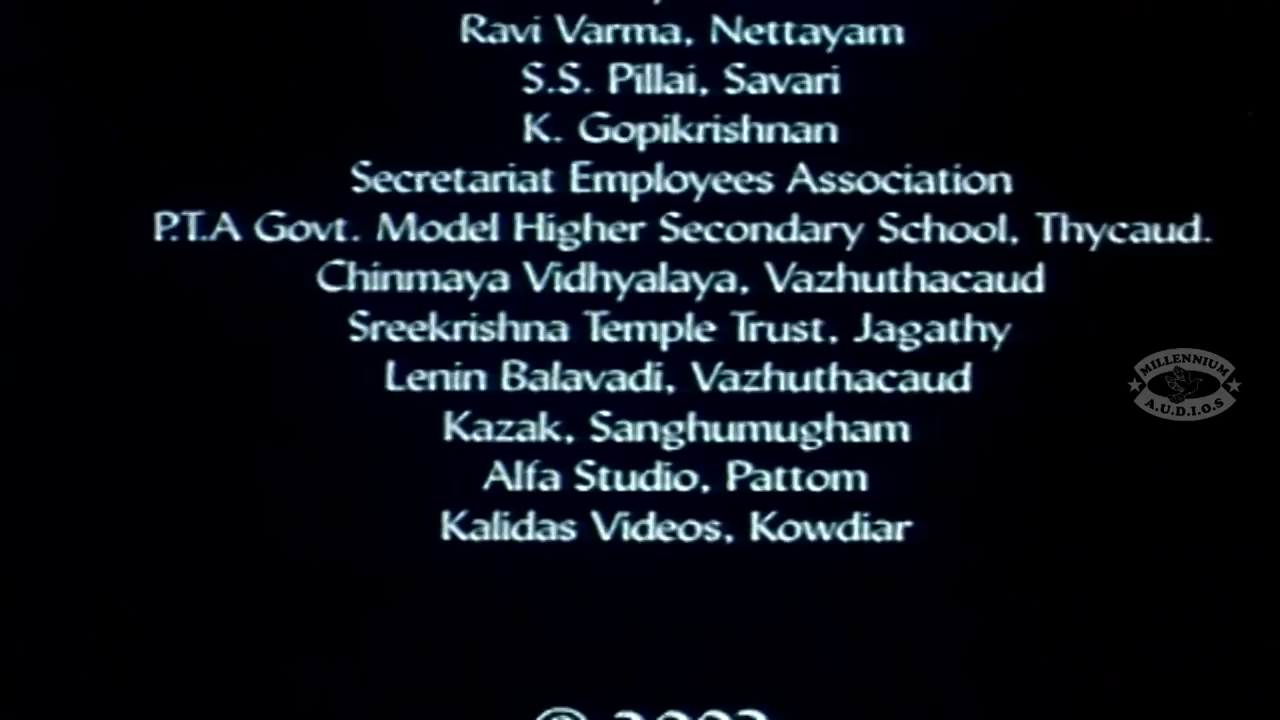 Ravi Varma, Nettayam
S.S. Pillai, Savari
K. Gopikrishnan
Secretariat Employees Association
P.T.A Govt. Model Higher Secondary School, Thycaud.
Chinmaya Vidhyalaya, Vazhuthacaud
Sreekrishna Temple Trust, Jagathy
Lenin Balavadi, Vazhuthacaud
MILLENNIUM
A.U.D.I.O.S
Kazak, Sanghumugham
Alfa Studio, Pattom
Kalidas Videos, Kowdiar